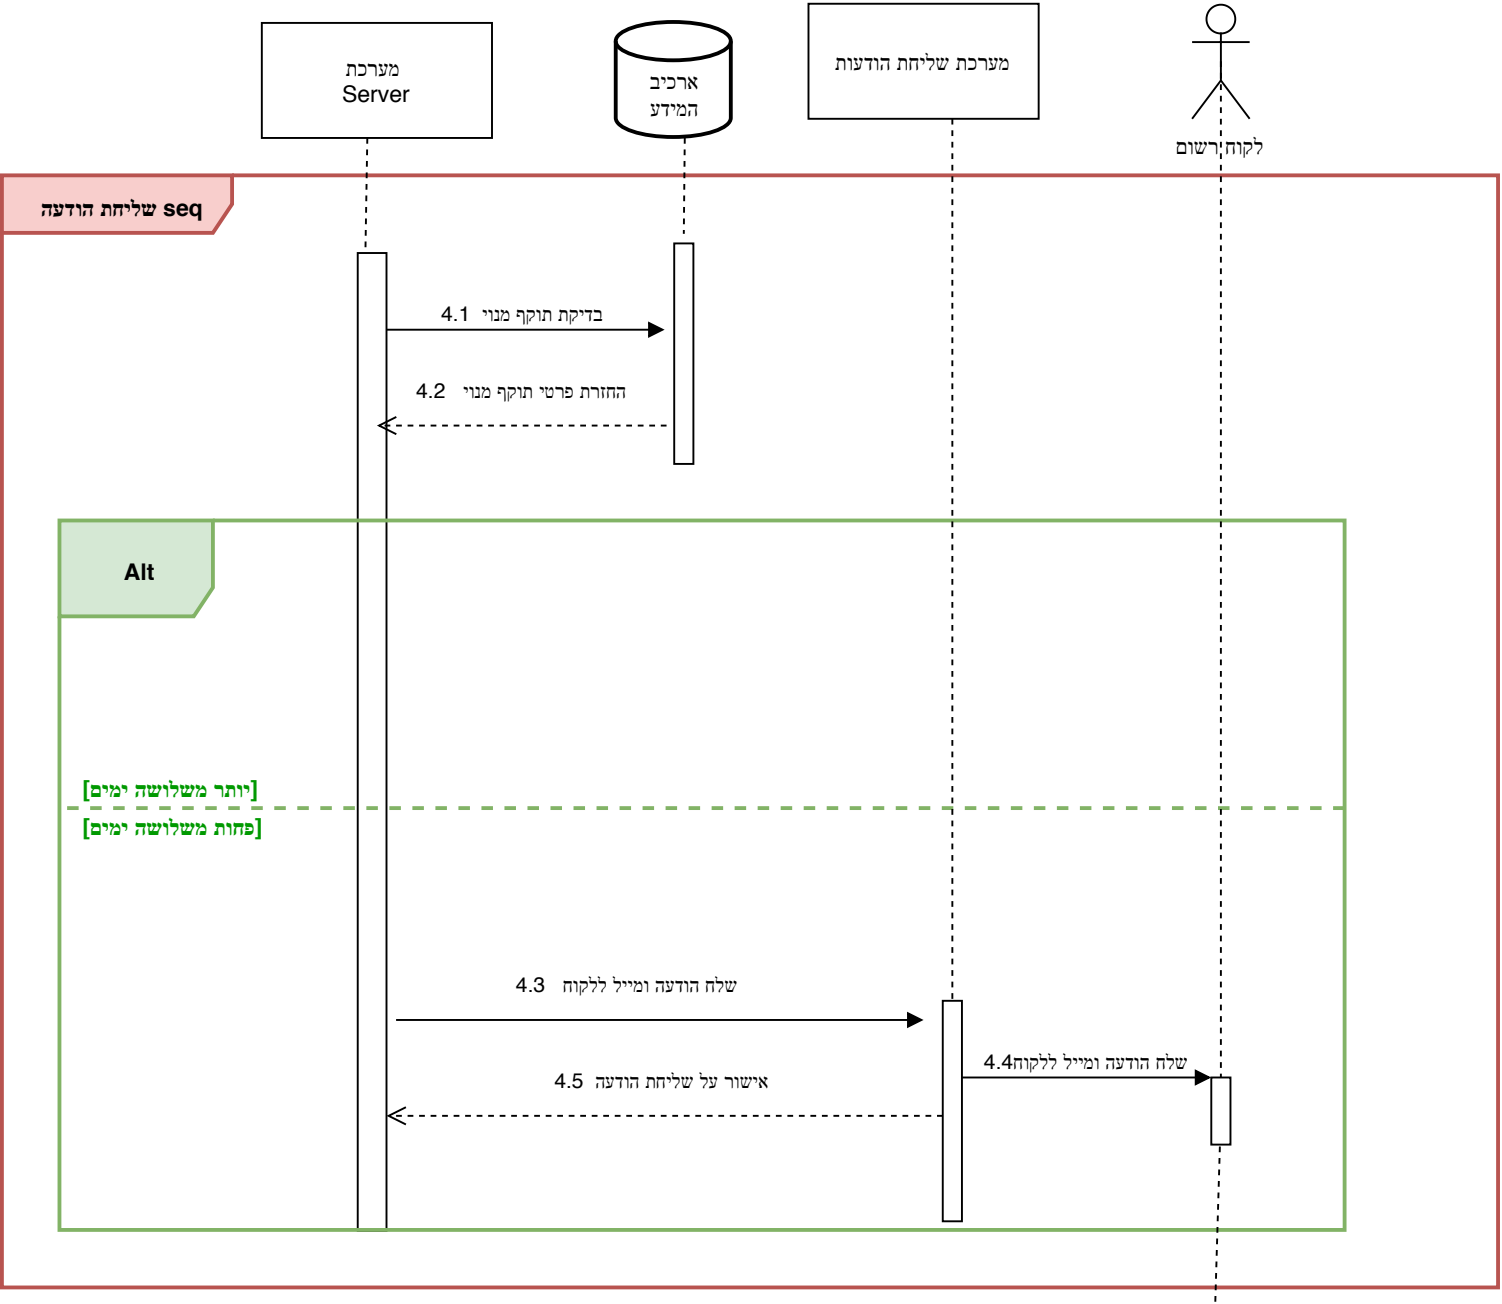 מערכת
Server
ארכיב
המידע
מערכת שליחת הודעות
לקוח רשום
seq שליחת הודעה
4.1 בדיקת תוקף מנוי
4.2 החזרת פרטי תוקף מנוי
Alt
[יותר משלושה ימים]
[פחות משלושה ימים]
4.3 שלח הודעה ומייל ללקוח
4.4שלח הודעה ומייל ללקוח
4.5 אישור על שליחת הודעה